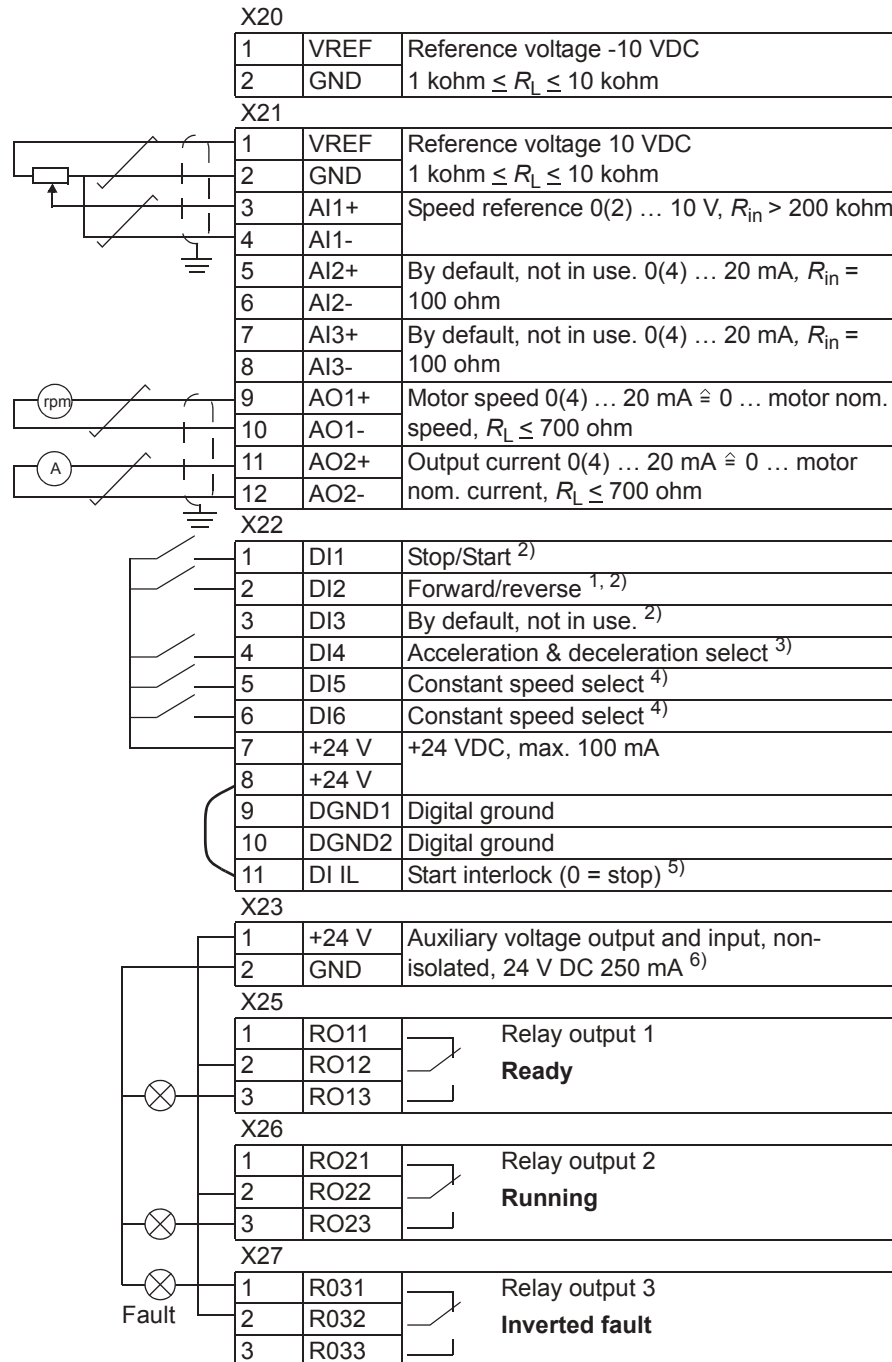 X20
1 VREF Reference voltage -10 VDC
2 GND 1 kohm ≤ RL ≤ 10 kohm
X21
1 VREF Reference voltage 10 VDC
2 GND 1 kohm ≤ RL ≤ 10 kohm
3 AI1+ Speed reference 0(2) … 10 V, Rin > 200 kohm
4 AI1-
5 AI2+ By default, not in use. 0(4) … 20 mA, Rin =
6 AI2- 100 ohm
7 AI3+ By default, not in use. 0(4) … 20 mA, Rin =
8 AI3- 100 ohm
rpm 9 AO1+ Motor speed 0(4) … 20 mA ≙ 0 … motor nom.
10 AO1- speed, RL ≤ 700 ohm
A 11 AO2+ Output current 0(4) … 20 mA ≙ 0 … motor
12 AO2- nom. current, RL ≤ 700 ohm
X22
1 DI1 Stop/Start 2)
2 DI2 Forward/reverse 1, 2)
3 DI3 By default, not in use. 2)
4 DI4 Acceleration & deceleration select 3)
5 DI5 Constant speed select 4)
6 DI6 Constant speed select 4)
7 +24 V +24 VDC, max. 100 mA
8 +24 V
9 DGND1 Digital ground
10 DGND2 Digital ground
11 DI IL Start interlock (0 = stop) 5)
X23
1 +24 V Auxiliary voltage output and input, non-
2 GND isolated, 24 V DC 250 mA 6)
X25
1 RO11 Relay output 1
2 RO12 Ready
3 RO13
X26
1 RO21 Relay output 2
2 RO22 Running
3 RO23
X27
1 R031 Relay output 3
Fault 2 R032 Inverted fault
3 R033